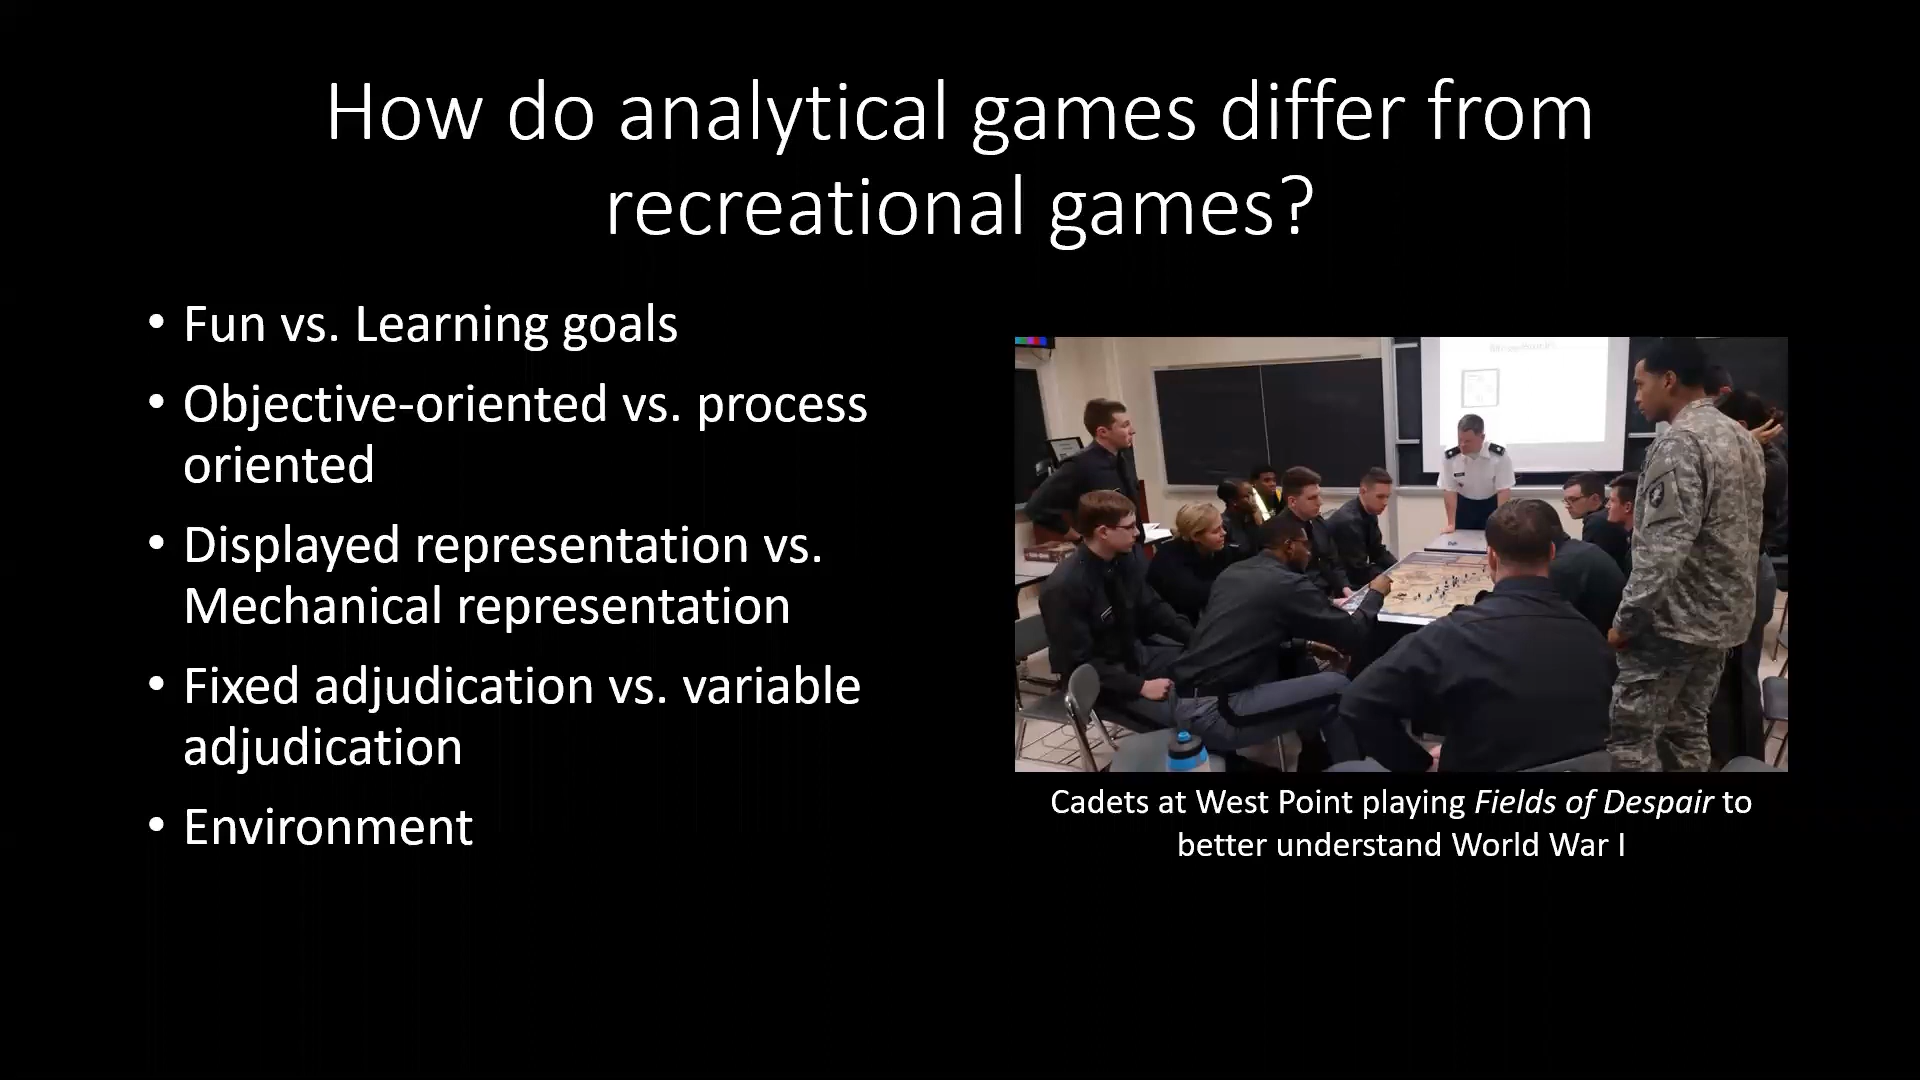 How do analytical games differ from
recreational games?
• Fun vs. Learning goals
• Objective-oriented vs. process
oriented
• Displayed representation vs.
Mechanical representation
• Fixed adjudication vs. variable
adjudication
• Environment
Cadets at West Point playing Fields of Despair to
better understand World War I